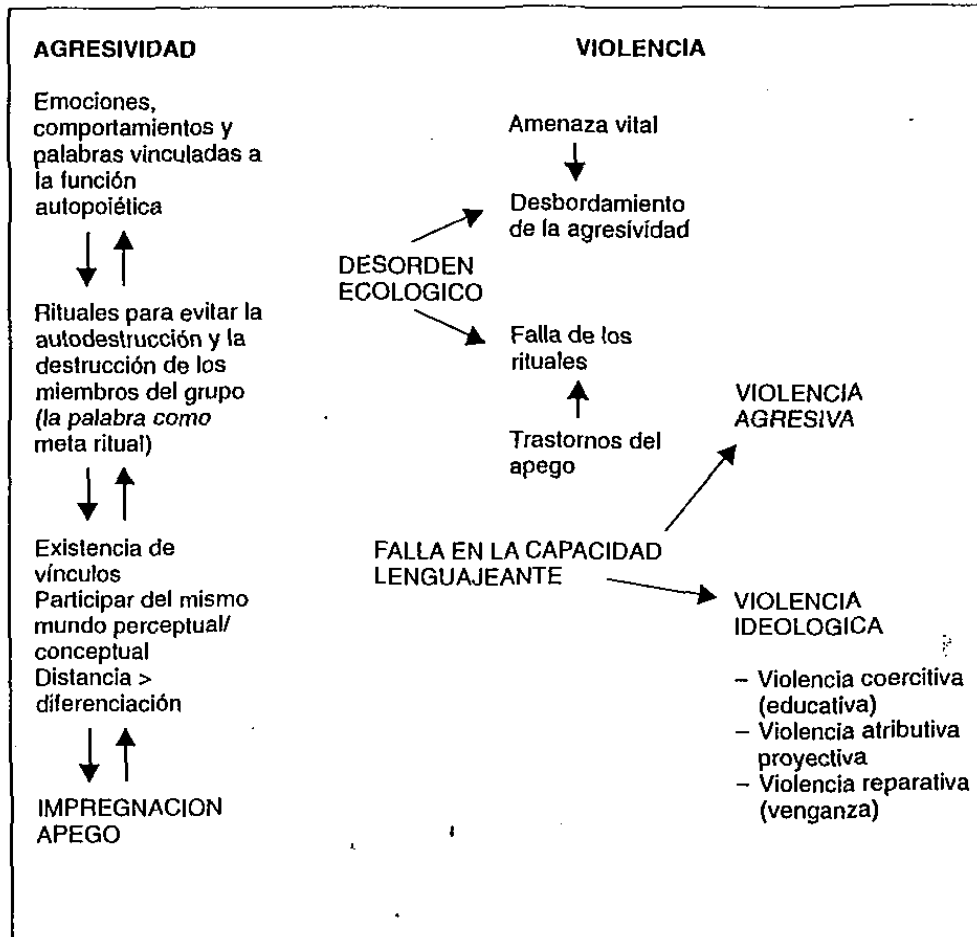 AGRESIVIDAD
Emociones,
comportamientos y
palabras vinculadas a
la función
autopoiética
Rituales para evitar la
autodestrucción y la
destrucción de los
miembros del grupo
(la palabra como
meta ritual)
Existencia de
vínculos
Participar del mismo
mundo perceptual/
conceptual
Distancia >
diferenciación
IMPREGNACION
APEGO
VIOLENCIA
Amenaza vital
Desbordamiento
de la agresividad
DESORDEN
ECOLOGICO
Falla de los
rituales
Trastornos del
apego
FALLA EN LA CAPACIDAD
LENGUAJEANTE
VIOLENCIA
AGRESIVA
VIOLENCIA
IDEOLOGICA
– Violencia coercitiva
(educativa)
– Violencia atributiva
proyectiva
– Violencia reparativa
(venganza)